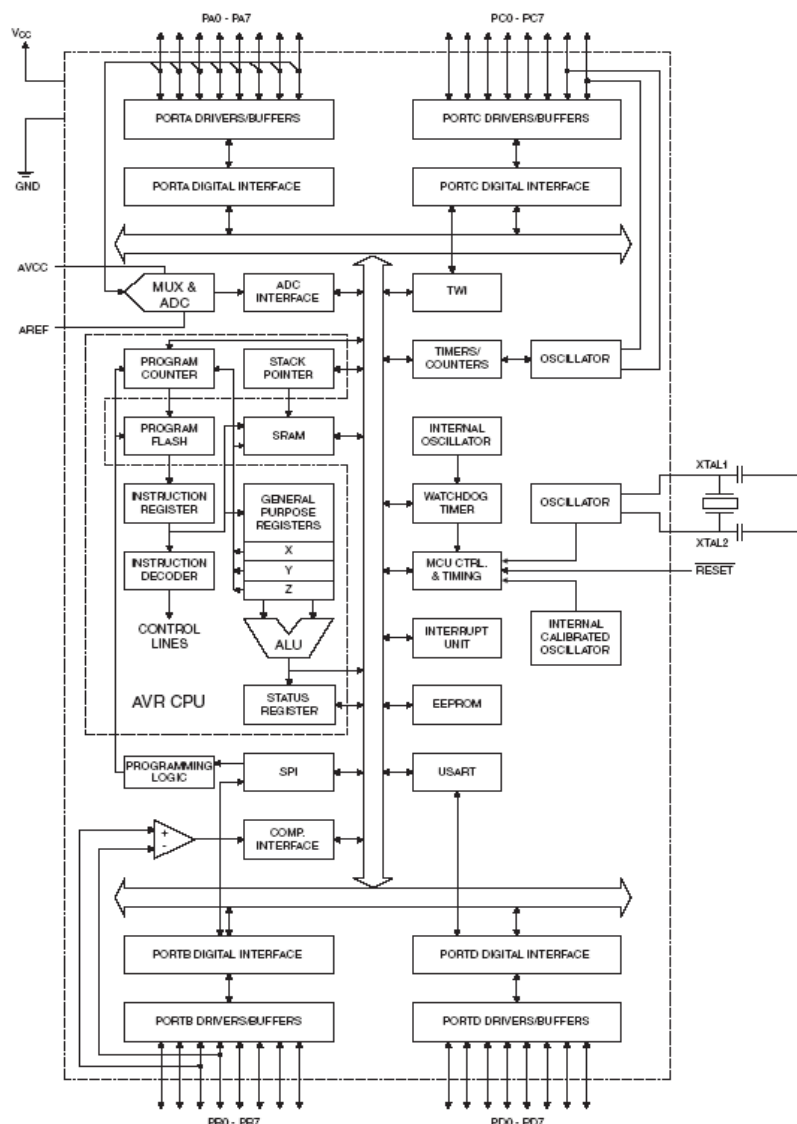 PA0 - PA7
PC0 - PC7
VCC
PORTA DRIVERS/BUFFERS
PORTC DRIVERS/BUFFERS
GND
PORTA DIGITAL INTERFACE
PORTC DIGITAL INTERFACE
AVCC
MUX &
ADC
ADC
INTERFACE
TWI
AREF
PROGRAM
COUNTER
STACK
POINTER
TIMERS/
COUNTERS
OSCILLATOR
PROGRAM
FLASH
SRAM
INTERNAL
OSCILLATOR
XTAL1
INSTRUCTION
REGISTER
GENERAL
PURPOSE
REGISTERS
WATCHDOG
TIMER
OSCILLATOR
XTAL2
X
INSTRUCTION
DECODER
Y
MCU CTRL.
& TIMING
RESET
Z
CONTROL
LINES
ALU
INTERRUPT
UNIT
INTERNAL
CALIBRATED
OSCILLATOR
AVR CPU
STATUS
REGISTER
EEPROM
PROGRAMMING
LOGIC
SPI
USART
+
-
COMP.
INTERFACE
PORTB DIGITAL INTERFACE
PORTD DIGITAL INTERFACE
PORTB DRIVERS/BUFFERS
PORTD DRIVERS/BUFFERS
PB0 - PB7
PD0 - PD7